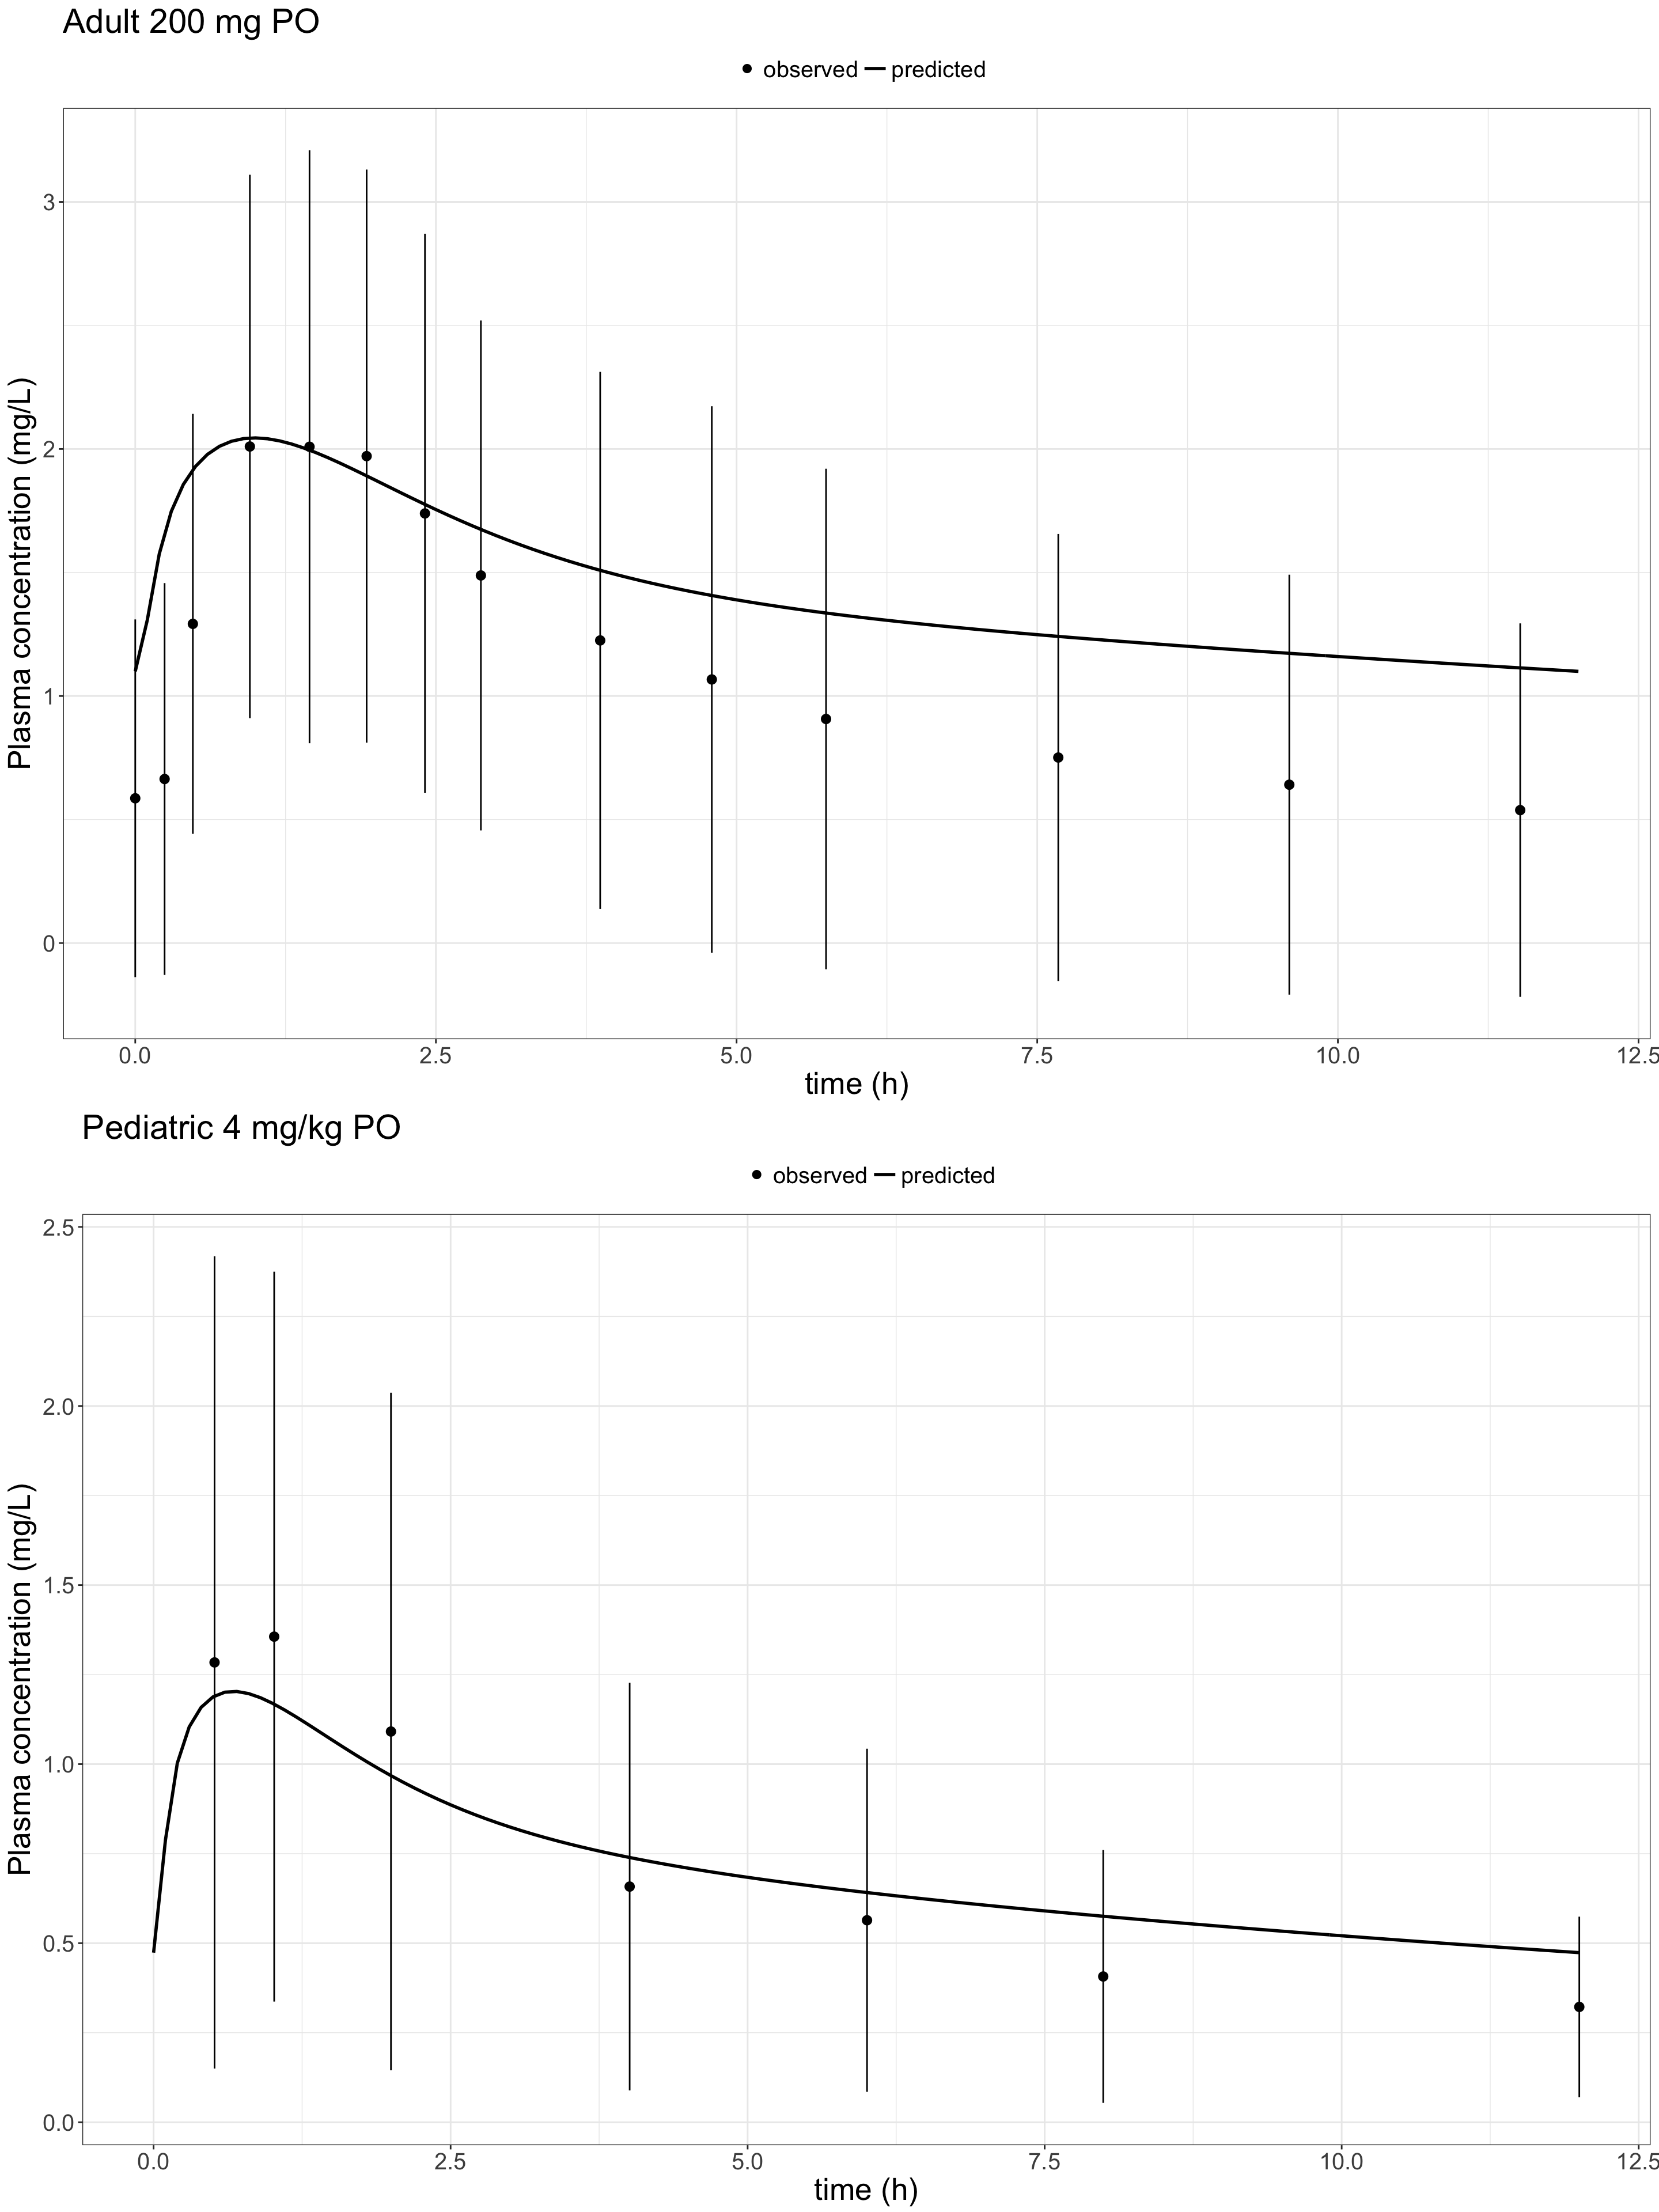 Adult 200 mg PO
observed predicted
Plasma concentration (mg/L)
3
2
1
0
0.0 2.5 5.0 7.5 10.0 12.5
time (h)
Pediatric 4 mg/kg PO
observed predicted
Plasma concentration (mg/L)
2.5
2.0
1.5
1.0
0.5
0.0
0.0 2.5 5.0 7.5 10.0 12.5
time (h)